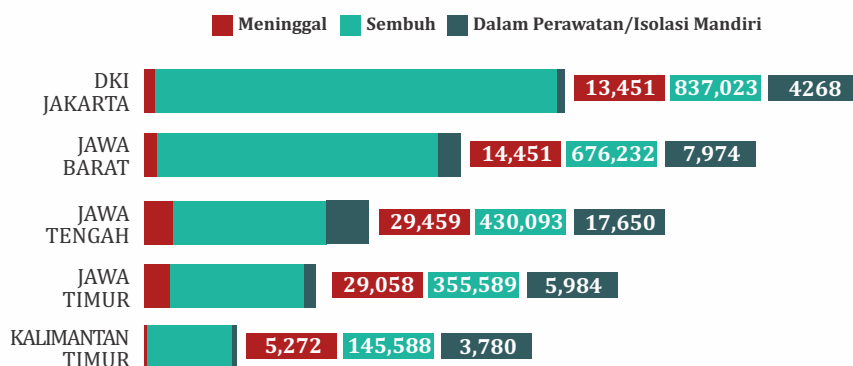 Meninggal Sembuh Dalam Perawatan/Isolasi Mandiri
DKI
JAKARTA
13,451 837,023 4268
JAWA
BARAT
14,451 676,232 7,974
JAWA
TENGAH
29,459 430,093 17,650
JAWA
TIMUR
29,058 355,589 5,984
KALIMANTAN
TIMUR
5,272 145,588 3,780